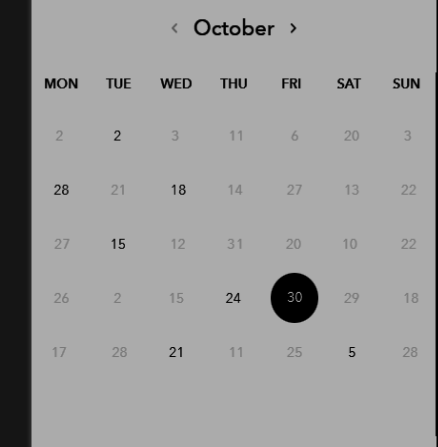 ‹ October ›
MON TUE WED THU FRI SAT SUN
2 2 3 11 6 20 3
28 21 18 14 27 13 22
27 15 12 31 20 10 22
26 2 15 24 30 29 18
17 28 21 11 25 5 28